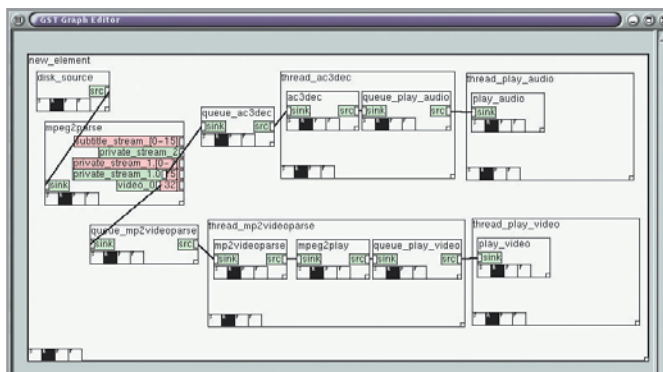 GST Graph Editor
new_element
disk_source
src
mpeg2parse
subtitle_stream_[0-15]
private_stream_2
private_stream_1.[0-
private_stream_1.0
sink
video_0
-32]
queue_ac3dec
sink
src
thread_ac3dec
ac3dec
sink
src
queue_play_audio
sink
src
thread_play_audio
play_audio
sink
queue_mp2videoparse
sink
src
thread_mp2videoparse
mp2videoparse
sink
src
mpeg2play
sink
src
queue_play_video
sink
src
thread_play_video
play_video
sink